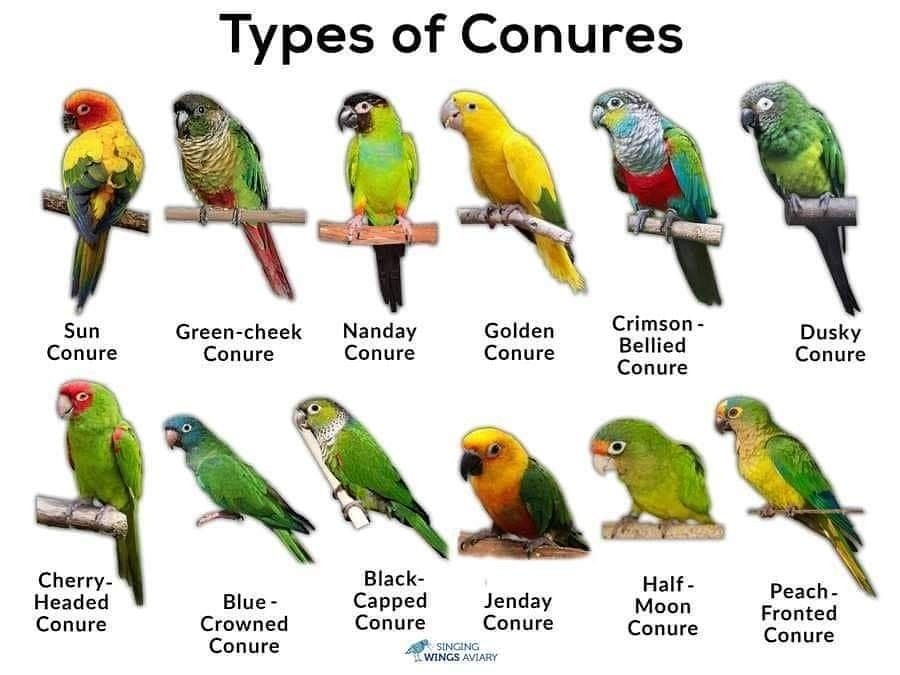 Types of Conures
Sun
Conure
Green-cheek
Conure
Nanday
Conure
Golden
Conure
Crimson -
Bellied
Conure
Dusky
Conure
Cherry-
Headed
Conure
Blue -
Crowned
Conure
Black-
Capped
Conure
Jenday
Conure
Half -
Moon
Conure
Peach -
Fronted
Conure
SINGING
WINGS AVIARY